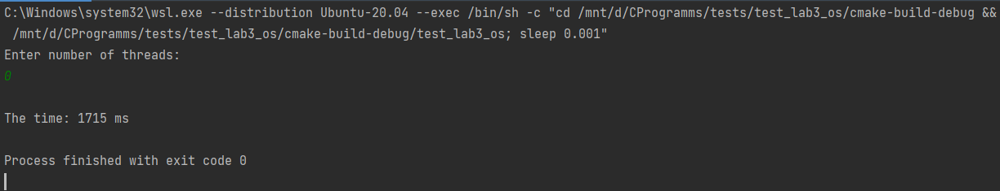 C:\Windows\system32\wsl.exe --distribution Ubuntu-20.04 --exec /bin/sh -c "cd /mnt/d/CProgramms/tests/test_lab3_os/cmake-build-debug &&
/mnt/d/CProgramms/tests/test_lab3_os/cmake-build-debug/test_lab3_os; sleep 0.001"
Enter number of threads:
0
The time: 1715 ms
Process finished with exit code 0